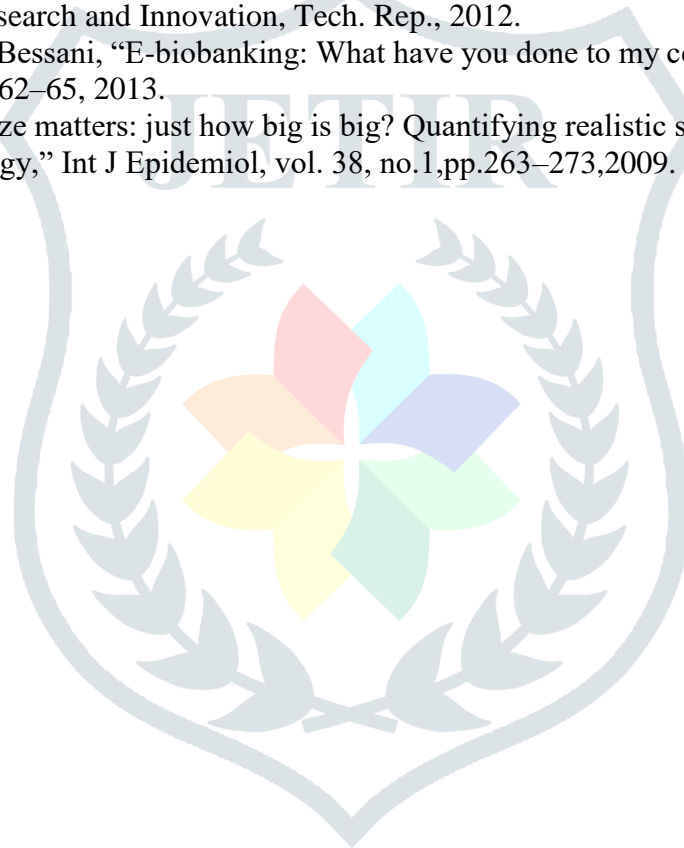 search and Innovation, Tech. Rep., 2012.
Bessani, “E-biobanking: What have you done to my c
62–65, 2013.
ze matters: just how big is big? Quantifying realistic s
gy,” Int J Epidemiol, vol. 38, no.1,pp.263–273,2009.
JETIR